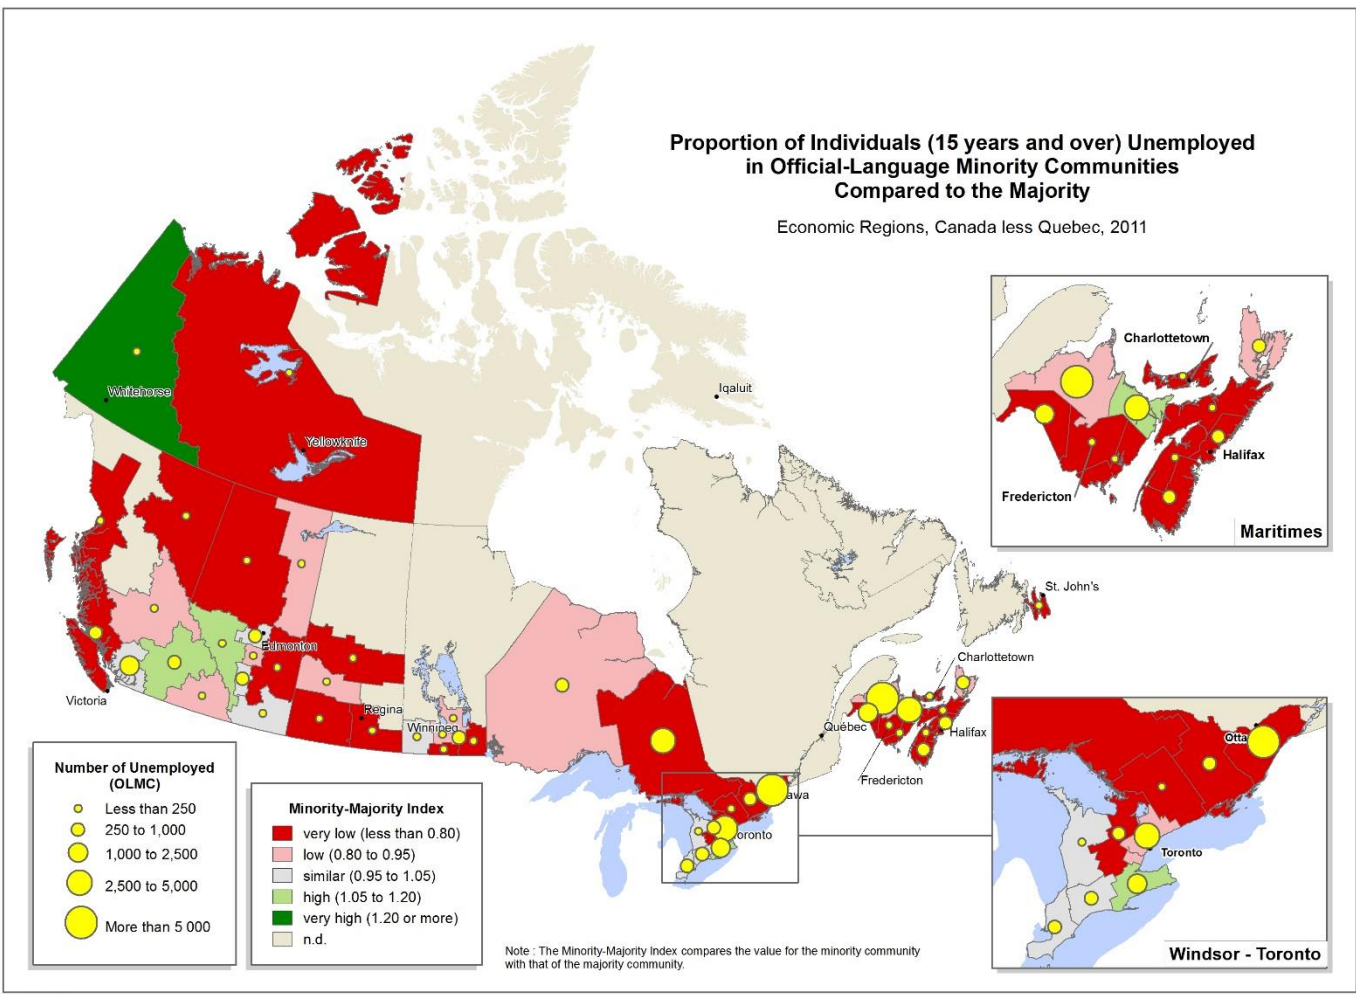 Proportion of Individuals (15 years and over) Unemployed
in Official-Language Minority Communities
Compared to the Majority
Economic Regions, Canada less Quebec, 2011
Whitehorse
Yellowknife
Iqaluit
Edmonton
Victoria
Regina
Winnipeg
St. John's
Charlottetown
Québec
Halifax
Fredericton
awa
oronto
Charlottetown
Halifax
Fredericton
Maritimes
Otta
Toronto
Windsor - Toronto
Number of Unemployed
(OLMC)
Less than 250
250 to 1,000
1,000 to 2,500
2,500 to 5,000
More than 5 000
Minority-Majority Index
very low (less than 0.80)
low (0.80 to 0.95)
similar (0.95 to 1.05)
high (1.05 to 1.20)
very high (1.20 or more)
n.d.
Note : The Minority-Majority Index compares the value for the minority community
with that of the majority community.